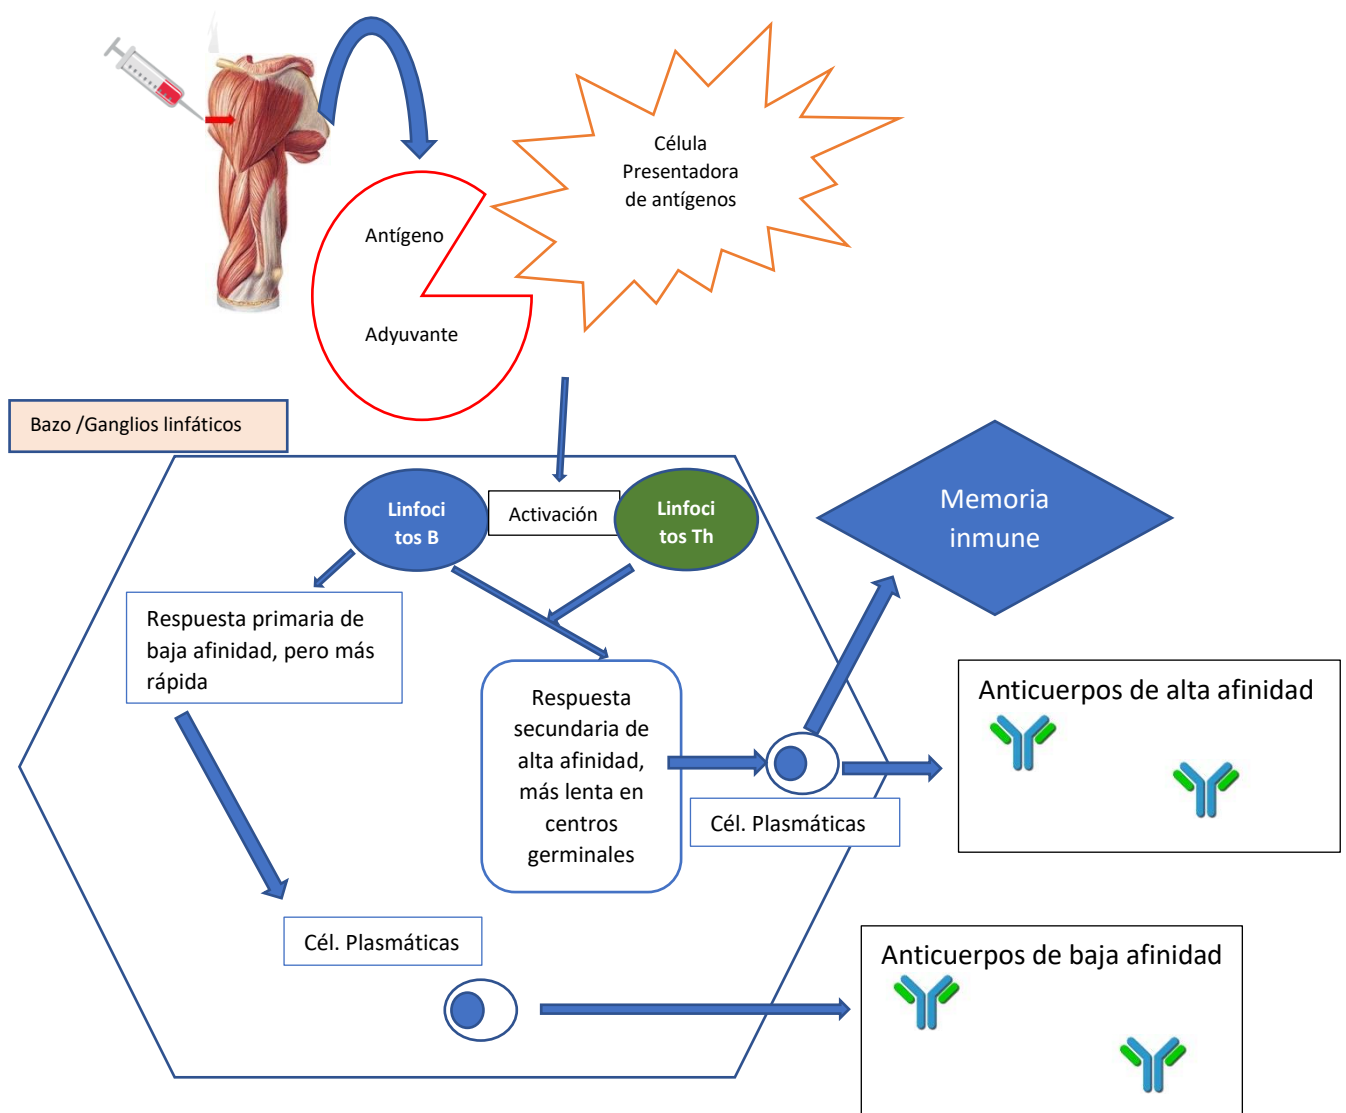 Célula
Presentadora
de antígenos
Antígeno
Adyuvante
Bazo /Ganglios linfáticos
Linfoci
tos B
Activación
Linfoci
tos Th
Memoria
inmune
Respuesta primaria de
baja afinidad, pero más
rápida
Respuesta
secundaria de
alta afinidad,
más lenta en
centros
germinales
Cél. Plasmáticas
Anticuerpos de alta afinidad
Cél. Plasmáticas
Anticuerpos de baja afinidad